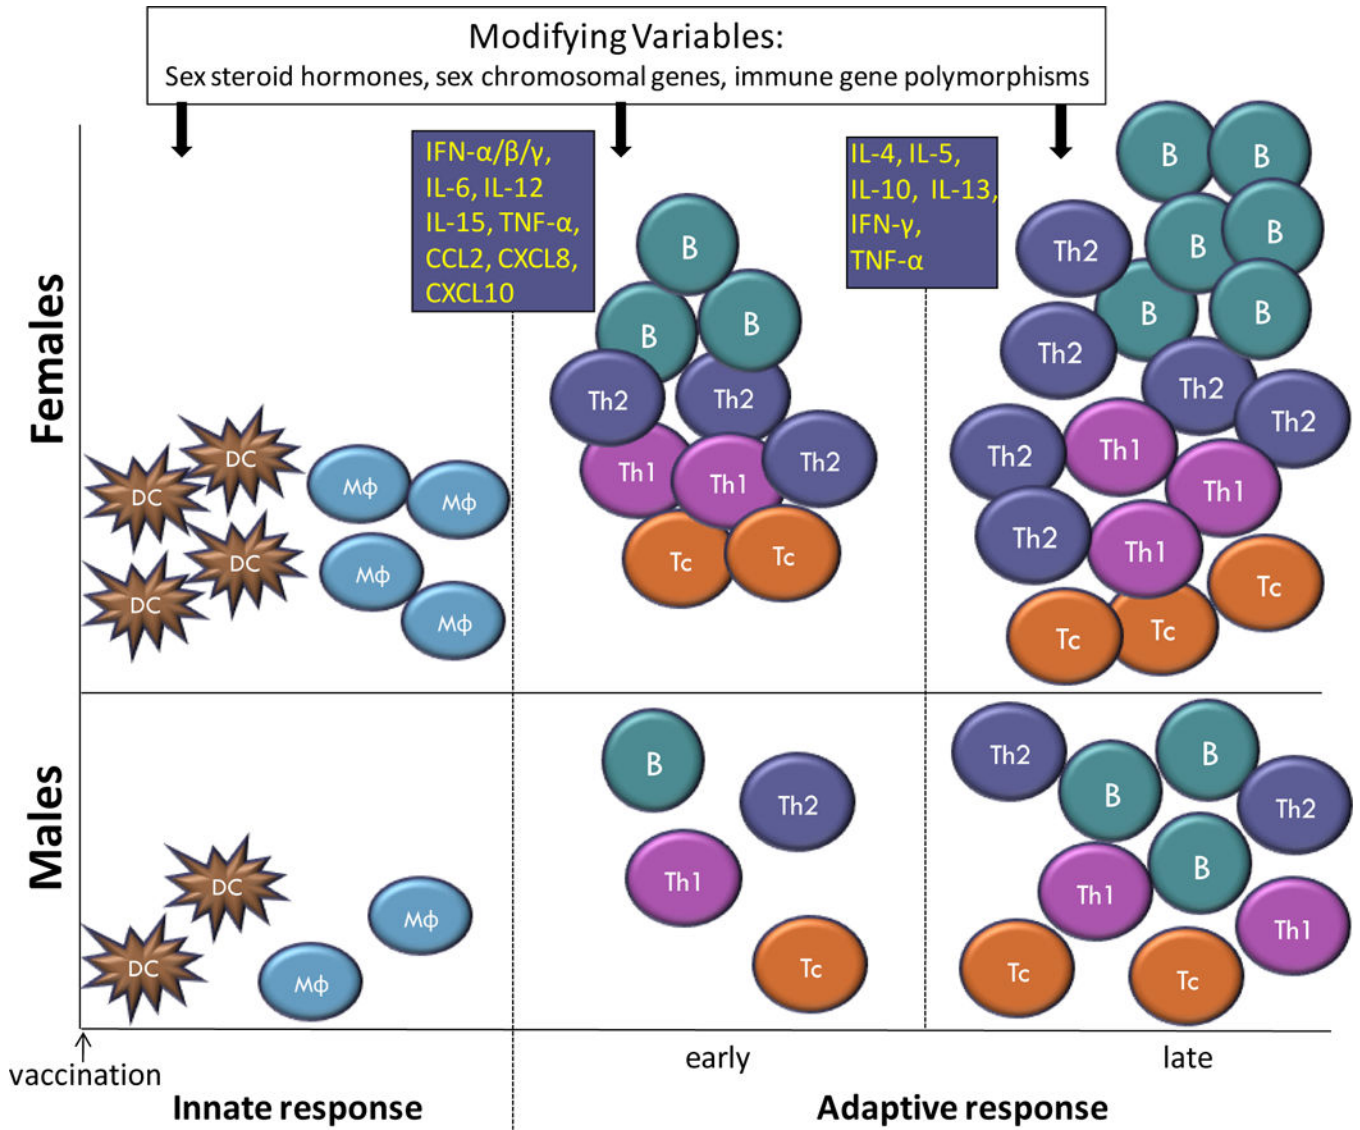 Modifying Variables:
Sex steroid hormones, sex chromosomal genes, immune gene polymorphisms
IFN-α/β/γ,
IL-6, IL-12
IL-15, TNF-α,
CCL2, CXCL8,
CXCL10
IL-4, IL-5,
IL-10, IL-13,
IFN-γ,
TNF-α
Females
DC
DC
DC
DC
Mφ
Mφ
Mφ
Mφ
B
B
B
Th2
Th2
Th2
Th1
Th1
Tc
Tc
B
B
B
B
B
B
Th2
Th2
Th2
Th2
Th2
Th2
Th1
Th1
Th1
Tc
Tc
Tc
Males
DC
DC
Mφ
Mφ
B
Th2
Th1
Tc
Th2
B
B
Th2
B
Th1
Th1
Tc
Tc
vaccination
early
late
Innate response
Adaptive response